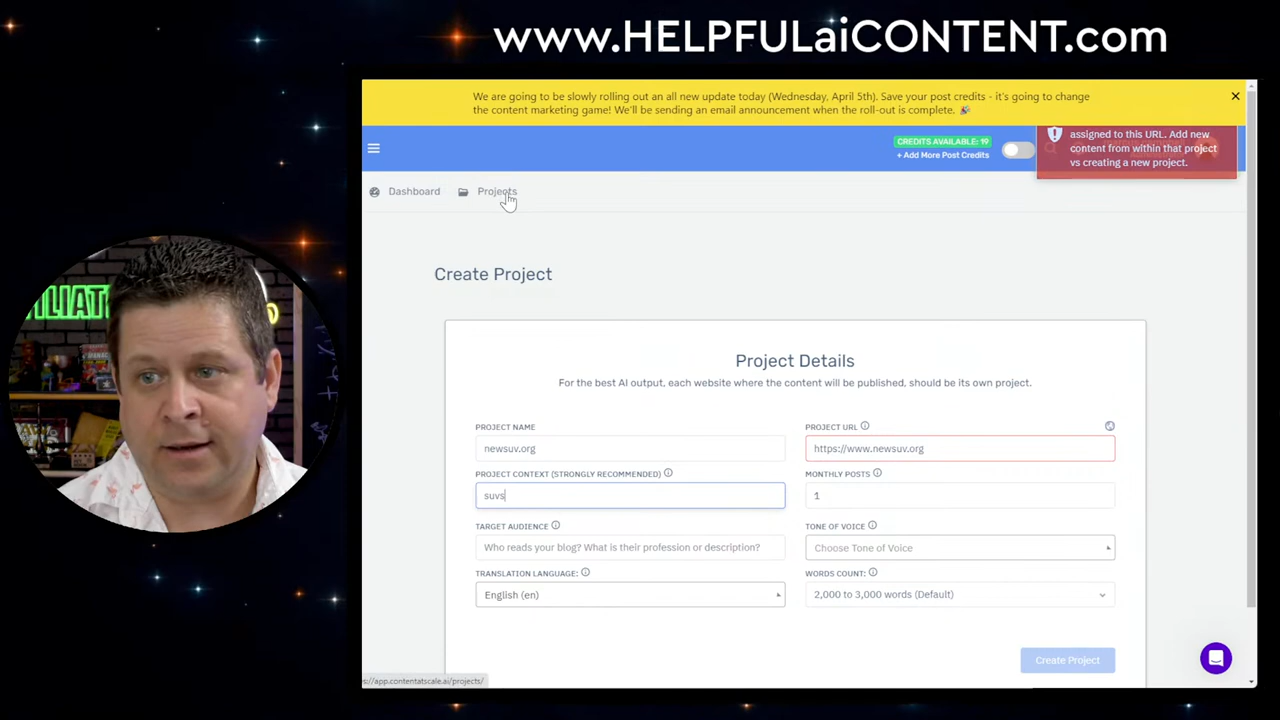 www.HELPFULaiCONTENT.com
We are going to be slowly rolling out an all new update today (Wednesday, April 5th). Save your post credits - it's going to change
the content marketing game! We'll be sending an email announcement when the roll-out is complete. 🎉
CREDITS AVAILABLE: 19
+ Add More Post Credits
assigned to this URL. Add new
content from within that project
vs creating a new project.
Dashboard
Projects
Create Project
Project Details
For the best AI output, each website where the content will be published, should be its own project.
PROJECT NAME
newsuv.org
PROJECT URL
https://www.newsuv.org
PROJECT CONTEXT (STRONGLY RECOMMENDED)
suvs
MONTHLY POSTS
1
TARGET AUDIENCE
Who reads your blog? What is their profession or description?
TONE OF VOICE
Choose Tone of Voice
TRANSLATION LANGUAGE:
English (en)
WORDS COUNT:
2,000 to 3,000 words (Default)
Create Project
s://app.contentatscale.ai/projects/